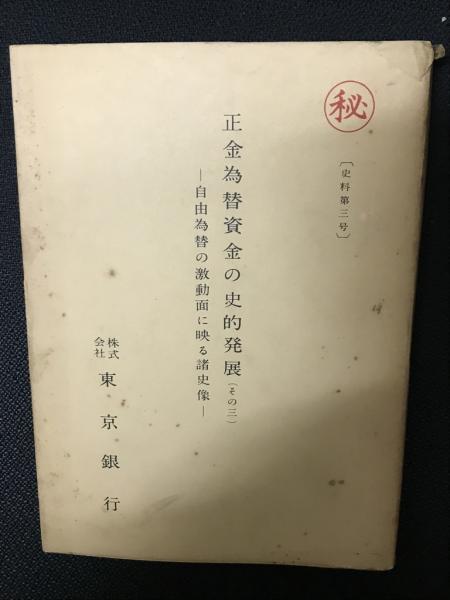 ㊙
〔史料第三号〕
正金為替資金の史的発展(その三)
―自由為替の激動面に映る諸史像―
株式会社 東京銀行